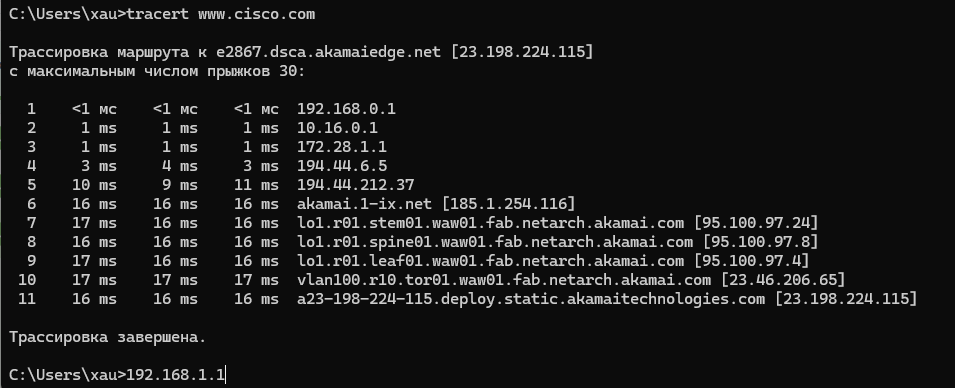 C:\Users\xau>tracert www.cisco.com
Трассировка маршрута к e2867.dsca.akamaiedge.net [23.198.224.115]
с максимальным числом прыжков 30:
1 <1 мс <1 мс <1 мс 192.168.0.1
2 1 ms 1 ms 1 ms 10.16.0.1
3 1 ms 1 ms 1 ms 172.28.1.1
4 3 ms 4 ms 3 ms 194.44.6.5
5 10 ms 9 ms 11 ms 194.44.212.37
6 16 ms 16 ms 16 ms akamai.1-ix.net [185.1.254.116]
7 17 ms 16 ms 16 ms lo1.r01.stem01.waw01.fab.netarch.akamai.com [95.100.97.24]
8 16 ms 16 ms 16 ms lo1.r01.spine01.waw01.fab.netarch.akamai.com [95.100.97.8]
9 17 ms 16 ms 16 ms lo1.r01.leaf01.waw01.fab.netarch.akamai.com [95.100.97.4]
10 17 ms 17 ms 17 ms vlan100.r10.tor01.waw01.fab.netarch.akamai.com [23.46.206.65]
11 16 ms 16 ms 16 ms a23-198-224-115.deploy.static.akamaitechnologies.com [23.198.224.115]
Трассировка завершена.
C:\Users\xau>192.168.1.1